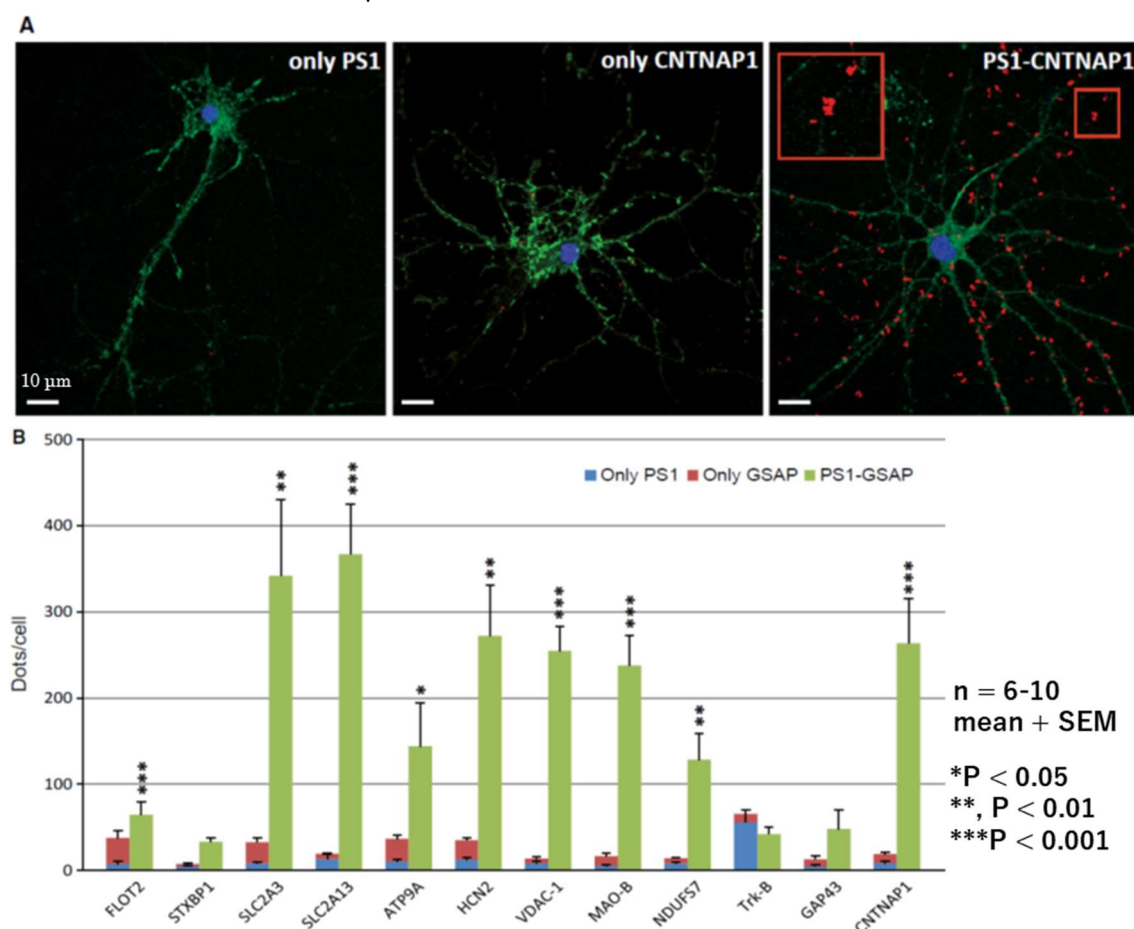 A
only PS1
only CNTNAP1
PS1-CNTNAP1
10 µm
B
500
400
300
200
100
0
Dots/cell
Only PS1 Only GSAP PS1-GSAP
***
**
***
*
**
***
***
**
***
FLOT2
STXBP1
SLC2A3
SLC2A13
ATP9A
HCN2
VDAC-1
MAO-B
NDUFS7
Trk-B
GAP43
CNTNAP1
n = 6-10
mean + SEM
*P < 0.05
**, P < 0.01
***P < 0.001